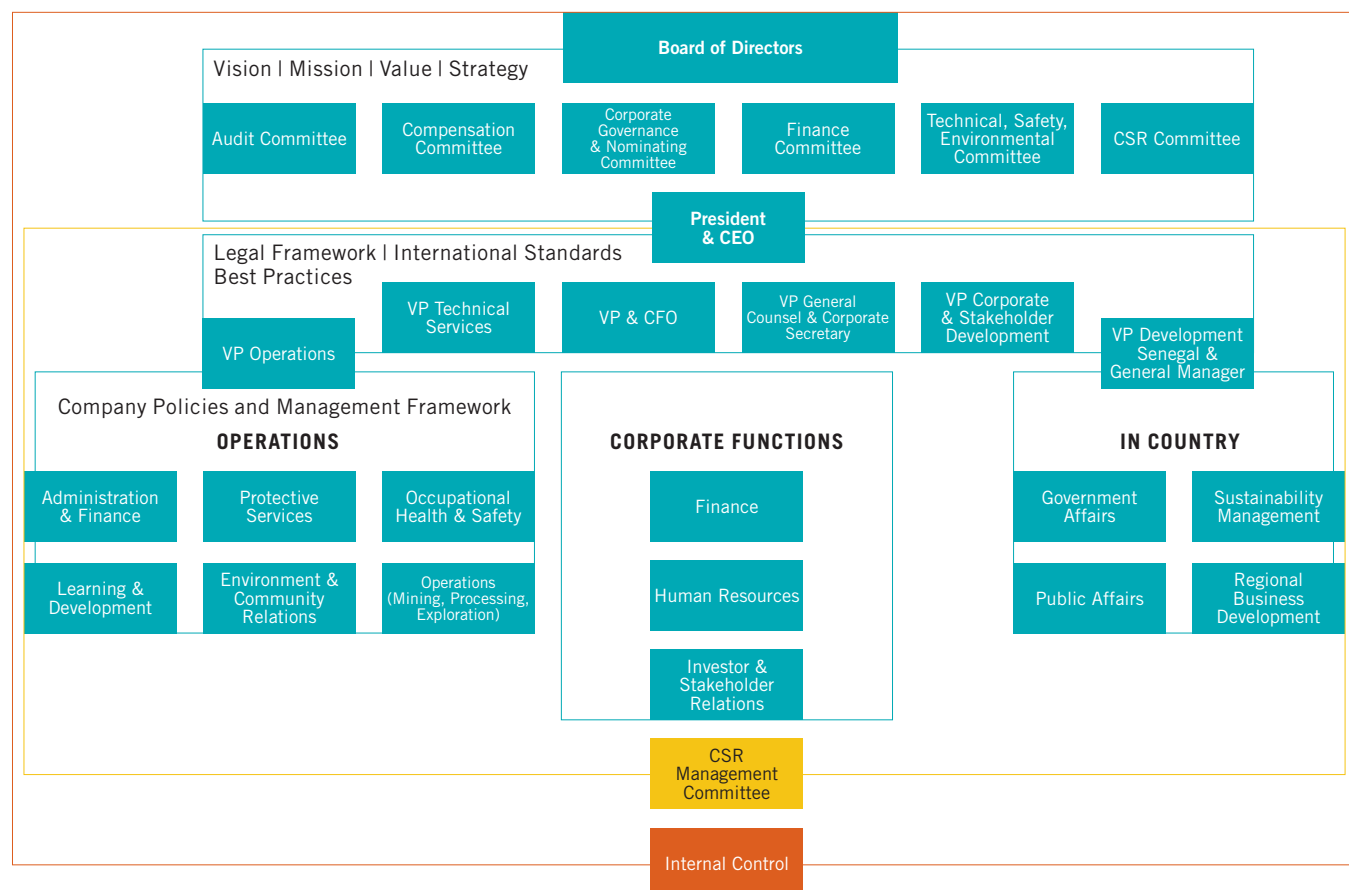 Board of Directors
Vision | Mission | Value | Strategy
Audit Committee
Compensation
Committee
Corporate
Governance
& Nominating
Committee
Finance
Committee
Technical, Safety,
Environmental
Committee
CSR Committee
President
& CEO
Legal Framework | International Standards
Best Practices
VP Operations
VP Technical
Services
VP & CFO
VP General
Counsel & Corporate
Secretary
VP Corporate
& Stakeholder
Development
VP Development
Senegal &
General Manager
Company Policies and Management Framework
OPERATIONS
Administration
& Finance
Protective
Services
Occupational
Health & Safety
Learning &
Development
Environment &
Community
Relations
Operations
(Mining, Processing,
Exploration)
CORPORATE FUNCTIONS
Finance
Human Resources
Investor &
Stakeholder
Relations
IN COUNTRY
Government
Affairs
Sustainability
Management
Public Affairs
Regional
Business
Development
CSR
Management
Committee
Internal Control